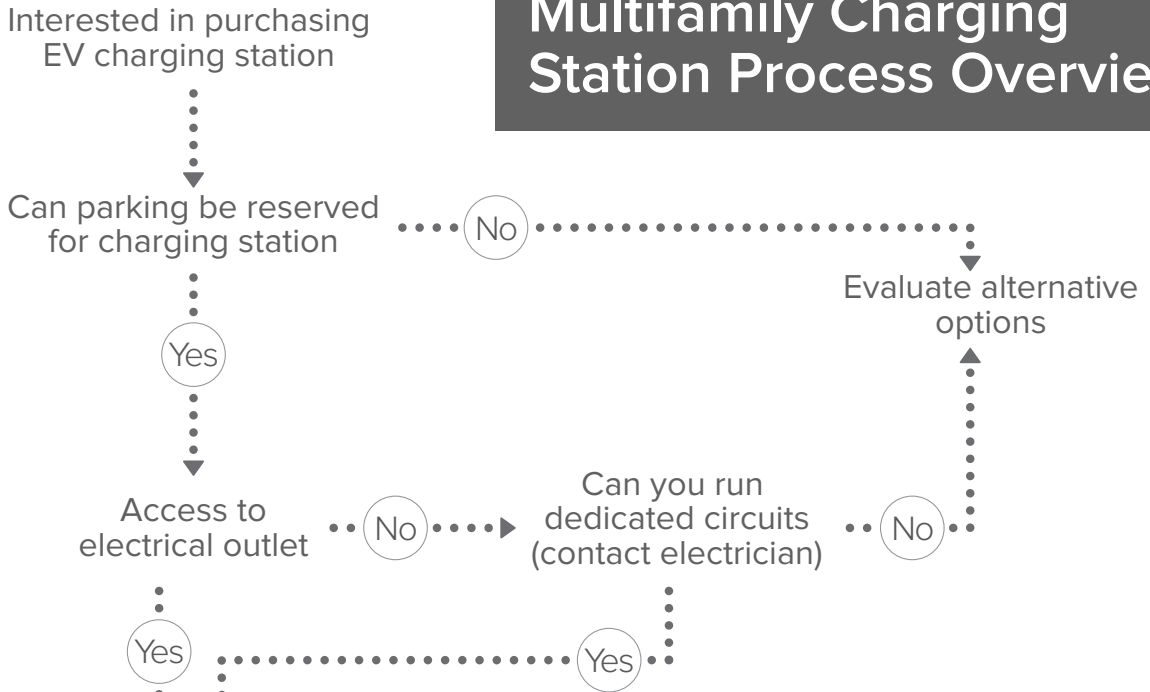 Interested in purchasing
EV charging station
Multifamily Charging
Station Process Overvie
Can parking be reserved
for charging station
No
Evaluate alternative
options
Yes
Access to
electrical outlet
No
Can you run
dedicated circuits
(contact electrician)
No
Yes
Yes